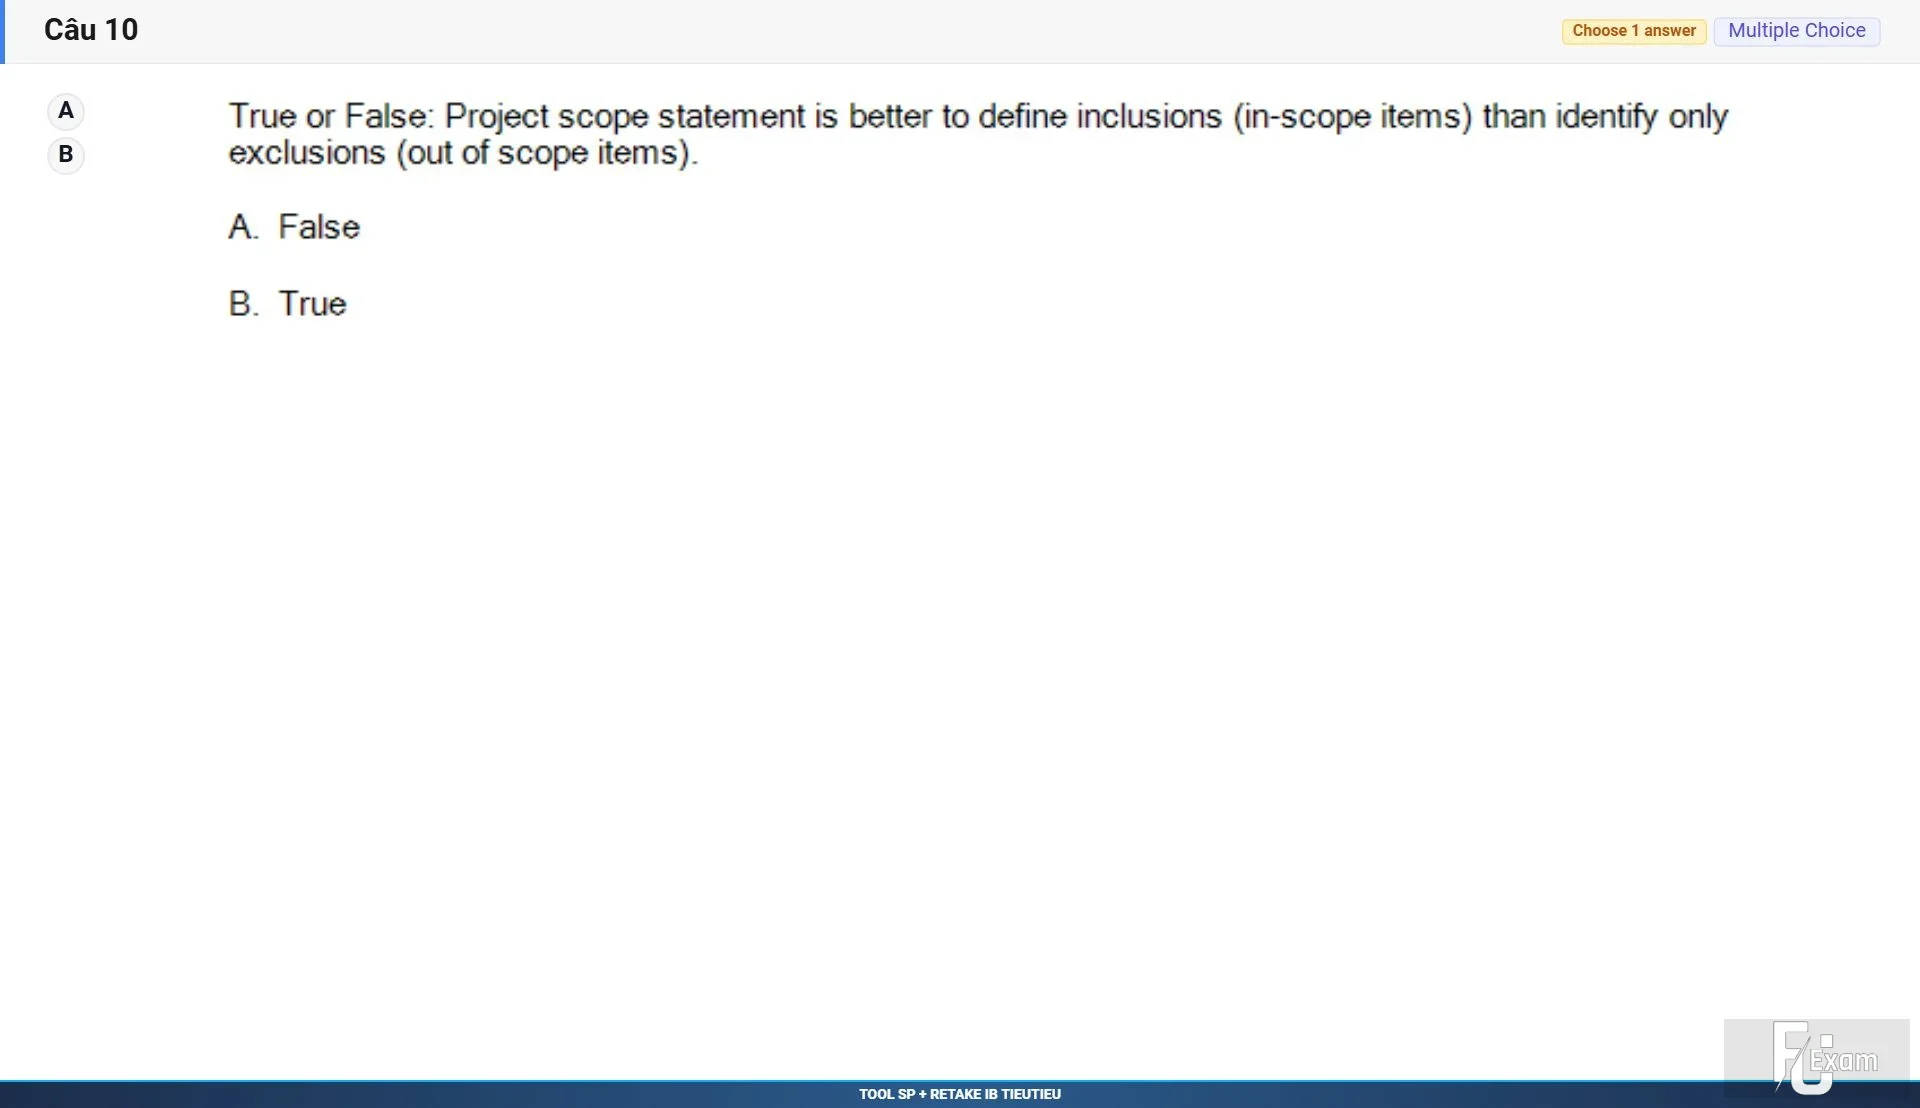 Câu 10
Choose 1 answer
Multiple Choice
A
B
True or False: Project scope statement is better to define inclusions (in-scope items) than identify only
exclusions (out of scope items).
A. False
B. True
FU Exam
TOOL SP + RETAKE IB TIEUTIEU